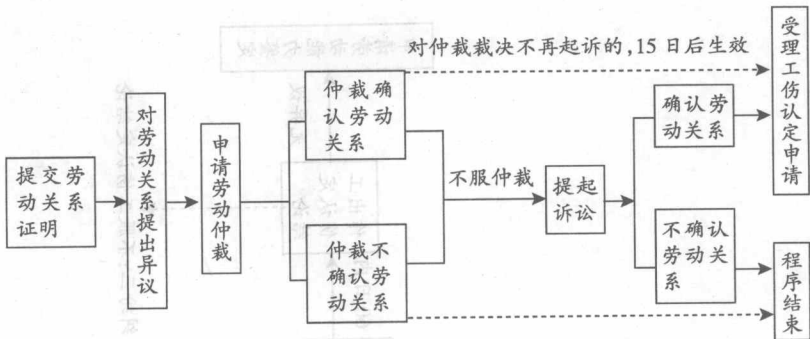 提交劳
动关系
证明
对劳动关系提出异议
申请劳动仲裁
仲裁确
认劳动
关系
仲裁不
确认劳
动关系
对仲裁裁决不再起诉的,15日后生效
不服仲裁
提起
诉讼
确认劳
动关系
不确认
劳动关
系
受理工伤认定申请
程序结束